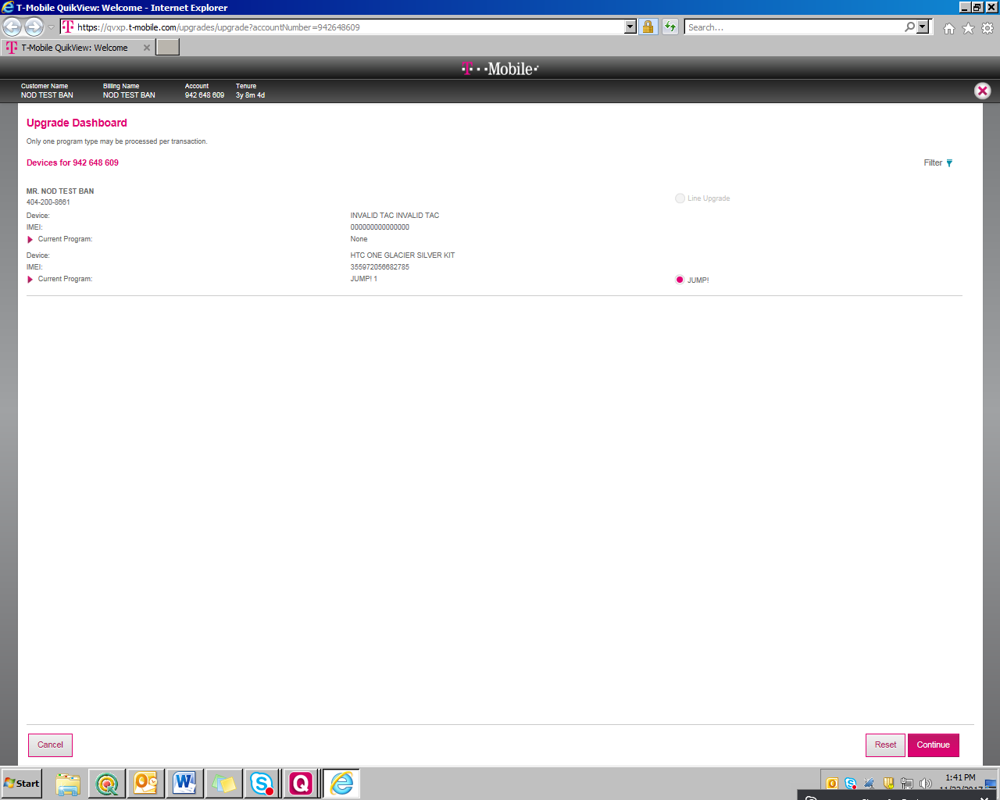 T-Mobile QuikView: Welcome - Internet Explorer
https://qvxp.t-mobile.com/upgrades/upgrade?accountNumber=942648609
Search...
T-Mobile QuikView: Welcome
T··Mobile·
Customer Name Billing Name Account Tenure
NOD TEST BAN NOD TEST BAN 942 648 609 3y 8m 4d
Upgrade Dashboard
Only one program type may be processed per transaction.
Devices for 942 648 609 Filter
MR. NOD TEST BAN
404-200-8661 Line Upgrade
Device: INVALID TAC INVALID TAC
IMEI: 000000000000000
Current Program: None
Device: HTC ONE GLACIER SILVER KIT
IMEI: 355972056682785
Current Program: JUMP! 1 JUMP!
Cancel Reset Continue
Start 1:41 PM